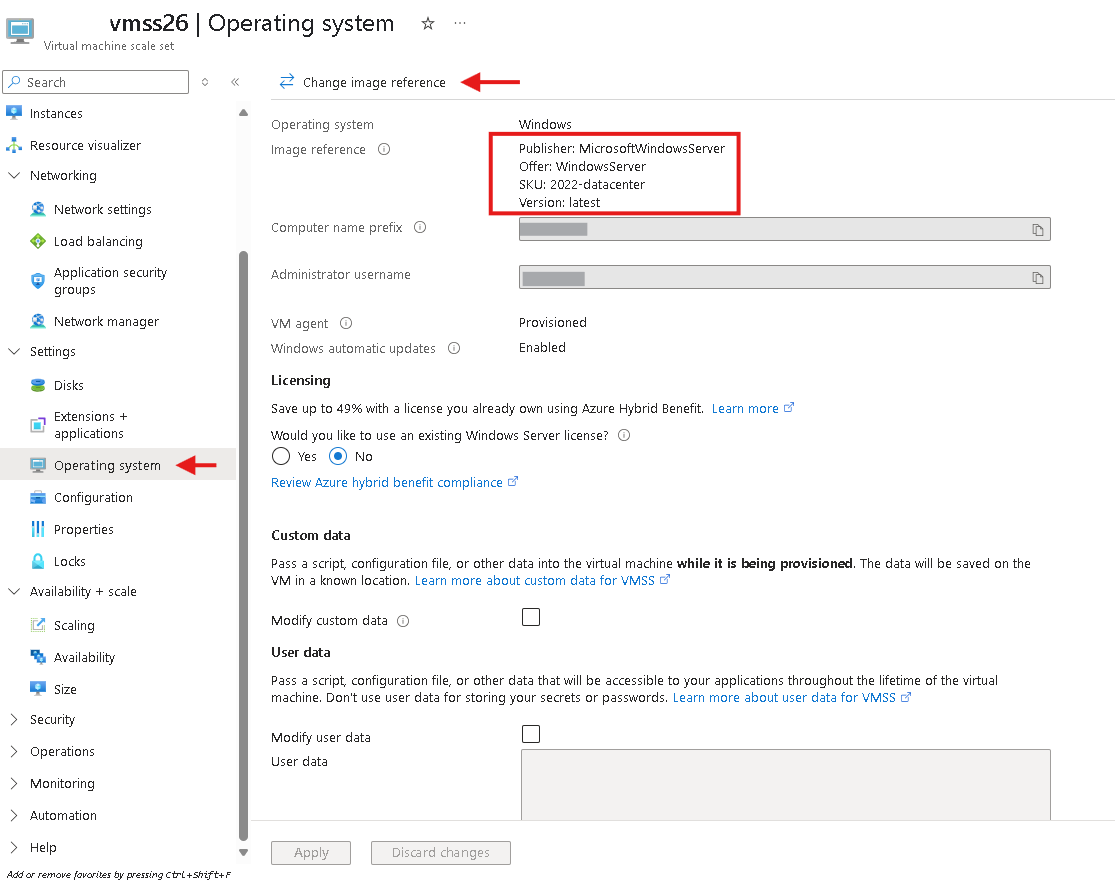 vmss26 | Operating system
Virtual machine scale set
Search
Instances
Resource visualizer
Networking
Network settings
Load balancing
Application security
groups
Network manager
Settings
Disks
Extensions +
applications
Operating system
Configuration
Properties
Locks
Availability + scale
Scaling
Availability
Size
Security
Operations
Monitoring
Automation
Help
Add or remove favorites by pressing Ctrl+Shift+F
Change image reference
Operating system
Windows
Image reference
Publisher: MicrosoftWindowsServer
Offer: WindowsServer
SKU: 2022-datacenter
Version: latest
Computer name prefix
Administrator username
VM agent
Provisioned
Windows automatic updates
Enabled
Licensing
Save up to 49% with a license you already own using Azure Hybrid Benefit. Learn more
Would you like to use an existing Windows Server license?
Yes
No
Review Azure hybrid benefit compliance
Custom data
Pass a script, configuration file, or other data into the virtual machine while it is being provisioned. The data will be saved on the
VM in a known location. Learn more about custom data for VMSS
Modify custom data
User data
Pass a script, configuration file, or other data that will be accessible to your applications throughout the lifetime of the virtual
machine. Don't use user data for storing your secrets or passwords. Learn more about user data for VMSS
Modify user data
User data
Apply
Discard changes